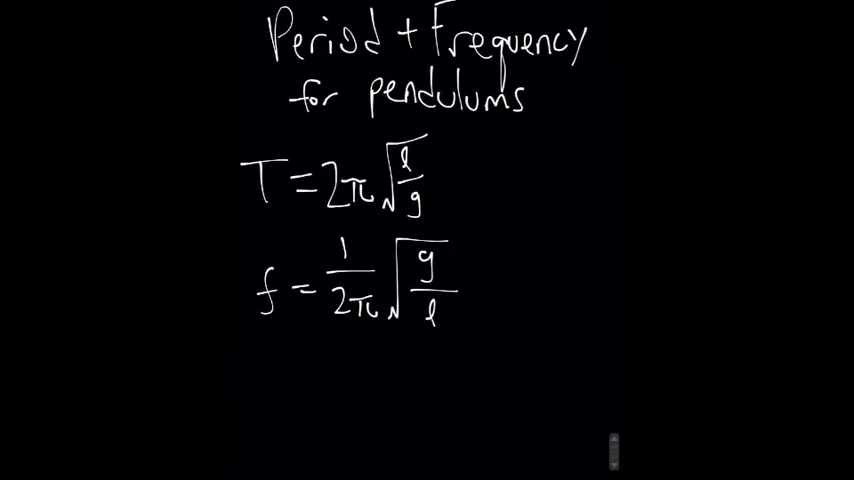 Period + Frequency
for pendulums
T = 2π√(l/g)
f = 1/2π √(g/l)